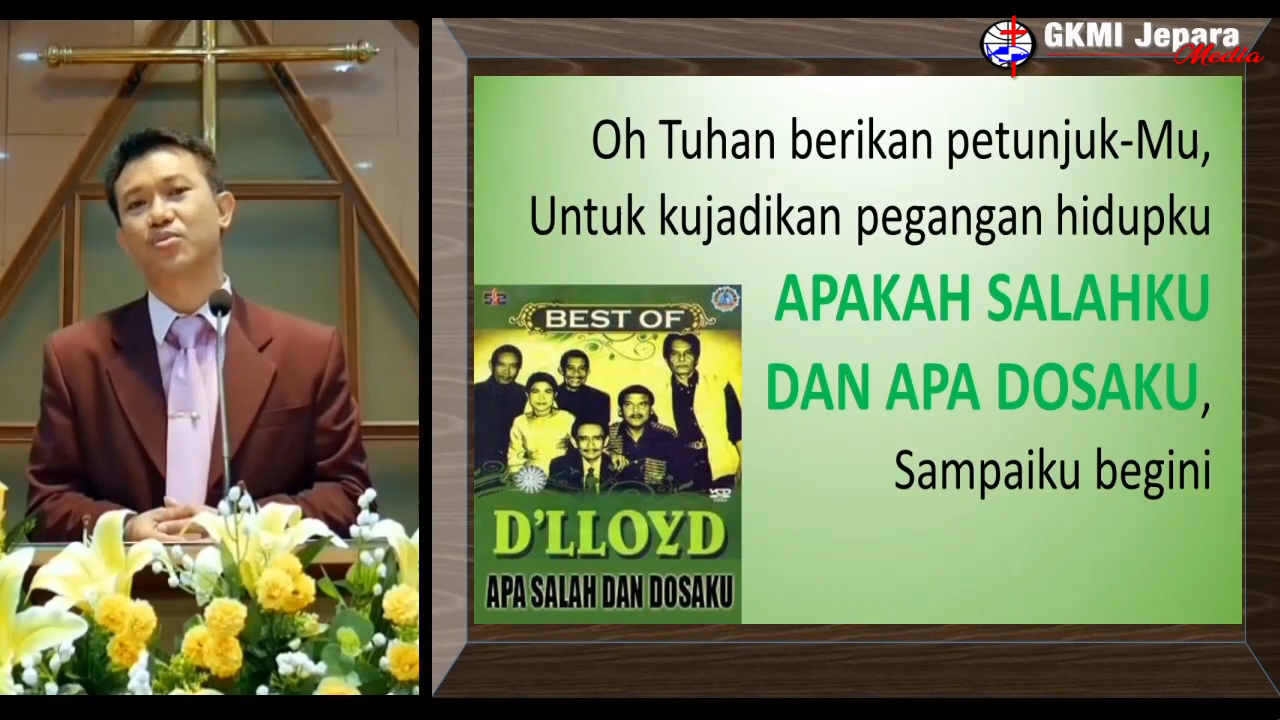 GKMI Jepara
Media
Oh Tuhan berikan petunjuk-Mu,
Untuk kujadikan pegangan hidupku
APAKAH SALAHKU
DAN APA DOSAKU,
Sampaiku begini
BEST OF
VCD
D'LLOYD
APA SALAH DAN DOSAKU